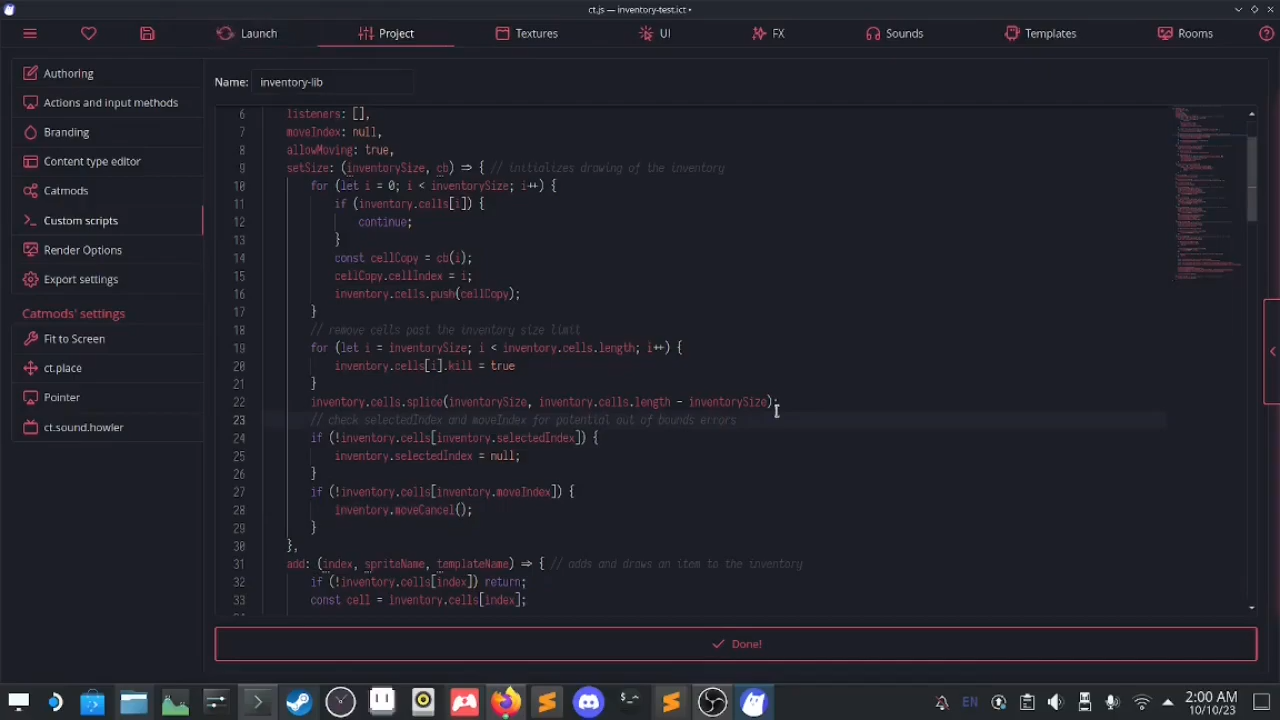 ct.js — inventory-test.ict •
Launch
Project
Textures
UI
FX
Sounds
Templates
Rooms
Authoring
Actions and input methods
Branding
Content type editor
Catmods
Custom scripts
Render Options
Export settings
Catmods' settings
Fit to Screen
ct.place
Pointer
ct.sound.howler
Name: inventory-lib
6 listeners: [],
7 moveIndex: null,
8 allowMoving: true,
9 setSize: (inventorySize, cb) => { initializes drawing of the inventory
10 for (let i = 0; i < inventorySize; i++) {
11 if (inventory.cells[i]) {
12 continue;
13 }
14 const cellCopy = cb(i);
15 cellCopy.cellIndex = i;
16 inventory.cells.push(cellCopy);
17 }
18 // remove cells past the inventory size limit
19 for (let i = inventorySize; i < inventory.cells.length; i++) {
20 inventory.cells[i].kill = true
21 }
22 inventory.cells.splice(inventorySize, inventory.cells.length - inventorySize);
23 // check selectedIndex and moveIndex for potential out of bounds errors
24 if (!inventory.cells[inventory.selectedIndex]) {
25 inventory.selectedIndex = null;
26 }
27 if (!inventory.cells[inventory.moveIndex]) {
28 inventory.moveCancel();
29 }
30 },
31 add: (index, spriteName, templateName) => { // adds and draws an item to the inventory
32 if (!inventory.cells[index]) return;
33 const cell = inventory.cells[index];
Done!
EN
2:00 AM
10/10/23